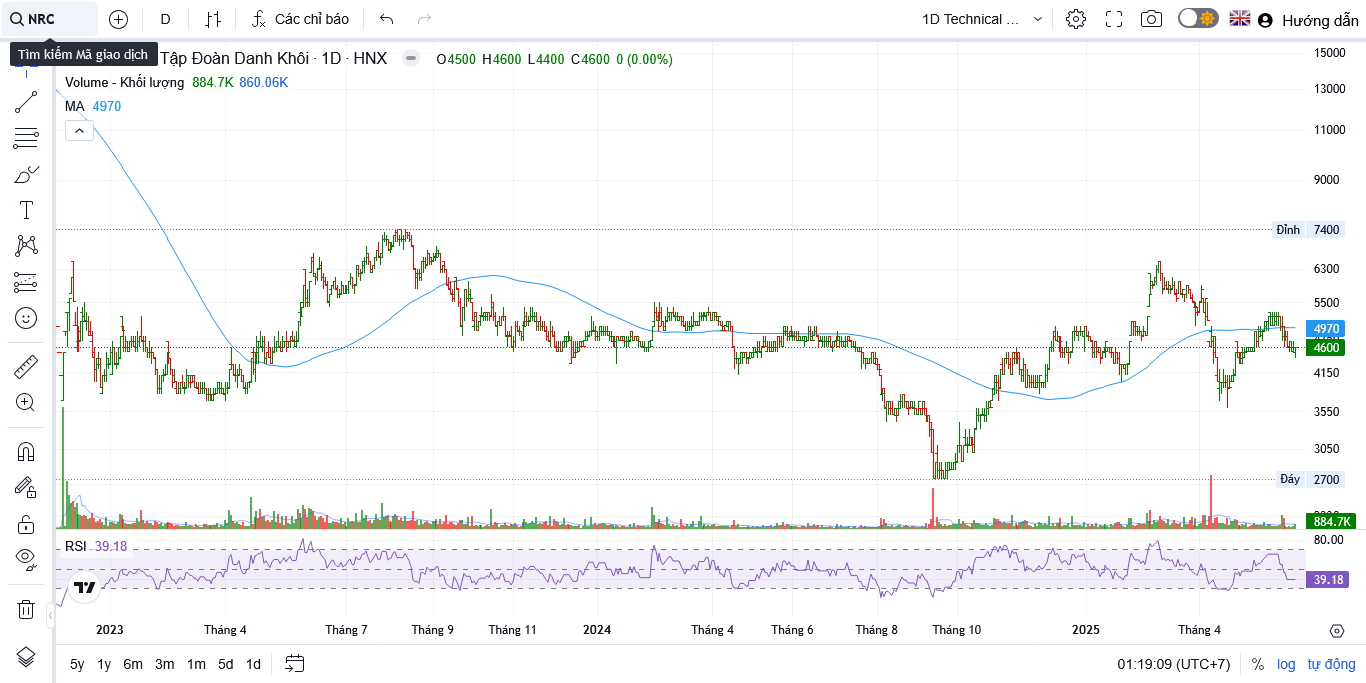 NRC
D
Các chỉ báo
1D Technical ...
Hướng dẫn
Tìm kiếm Mã giao dịch
Tập Đoàn Danh Khôi · 1D · HNX
O4500 H4600 L4400 C4600 0 (0.00%)
Volume - Khối lượng 884.7K 860.06K
MA 4970
15000
13000
11000
9000
Đỉnh 7400
6300
5500
4970
4600
4150
3550
3050
Đáy 2700
884.7K
RSI 39.18
80.00
39.18
2023 Tháng 4 Tháng 7 Tháng 9 Tháng 11 2024 Tháng 4 Tháng 6 Tháng 8 Tháng 10 2025 Tháng 4
5y 1y 6m 3m 1m 5d 1d
01:19:09 (UTC+7) % log tự động